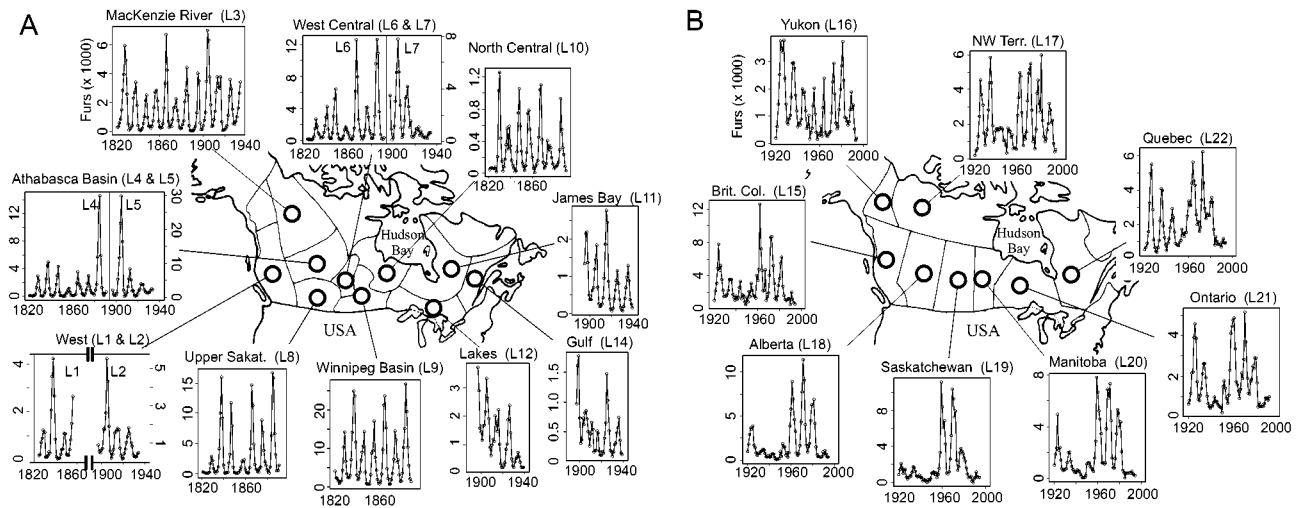 A
MacKenzie River (L3)
Furs (x 1000)
6
4
2
0
1820 1860 1900 1940
West Central (L6 & L7)
L6 L7
12
8
4
0
8
4
0
1820 1860 1900 1940
North Central (L10)
1.2
0.8
0.4
0.0
1820 1860
Athabasca Basin (L4 & L5)
L4 L5
12
8
4
0
30
20
10
0
1820 1860 1900 1940
James Bay (L11)
2
1
0
1900 1940
Hudson
Bay
USA
West (L1 & L2)
L1 L2
4
2
0
5
3
1
1820 1860 1900 1940
Upper Sakat. (L8)
15
10
5
0
1820 1860
Winnipeg Basin (L9)
20
10
0
1820 1860
Lakes (L12)
3
2
1
0
1900 1940
Gulf (L14)
1.5
1.0
0.5
0.0
1900 1940
B
Yukon (L16)
Furs (x 1000)
3
2
1
0
1920 1960 2000
NW Terr. (L17)
6
4
2
0
1920 1960 2000
Quebec (L22)
6
4
2
0
1920 1960 2000
Brit. Col. (L15)
12
8
4
0
1920 1960 2000
Hudson
Bay
USA
Ontario (L21)
4
2
0
1920 1960 2000
Alberta (L18)
10
5
0
1920 1960 2000
Saskatchewan (L19)
8
4
0
1920 1960 2000
Manitoba (L20)
8
4
0
1920 1960 2000